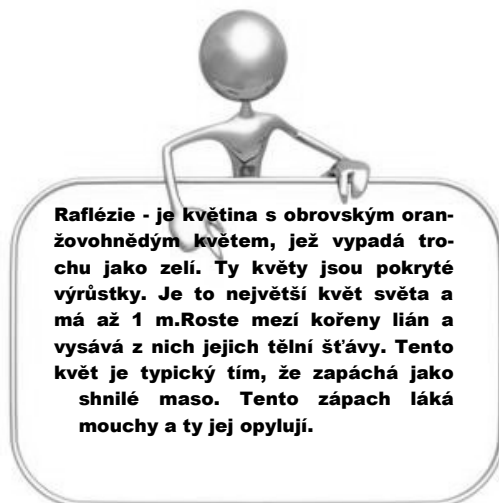 Raflézie - je květina s obrovským oran-
žovohnědým květem, jež vypadá tro-
chu jako zelí. Ty květy jsou pokryté
výrůstky. Je to největší květ světa a
má až 1 m.Roste mezí kořeny lián a
vysává z nich jejich tělní šťávy. Tento
květ je typický tím, že zapáchá jako
shnilé maso. Tento zápach láká
mouchy a ty jej opylují.